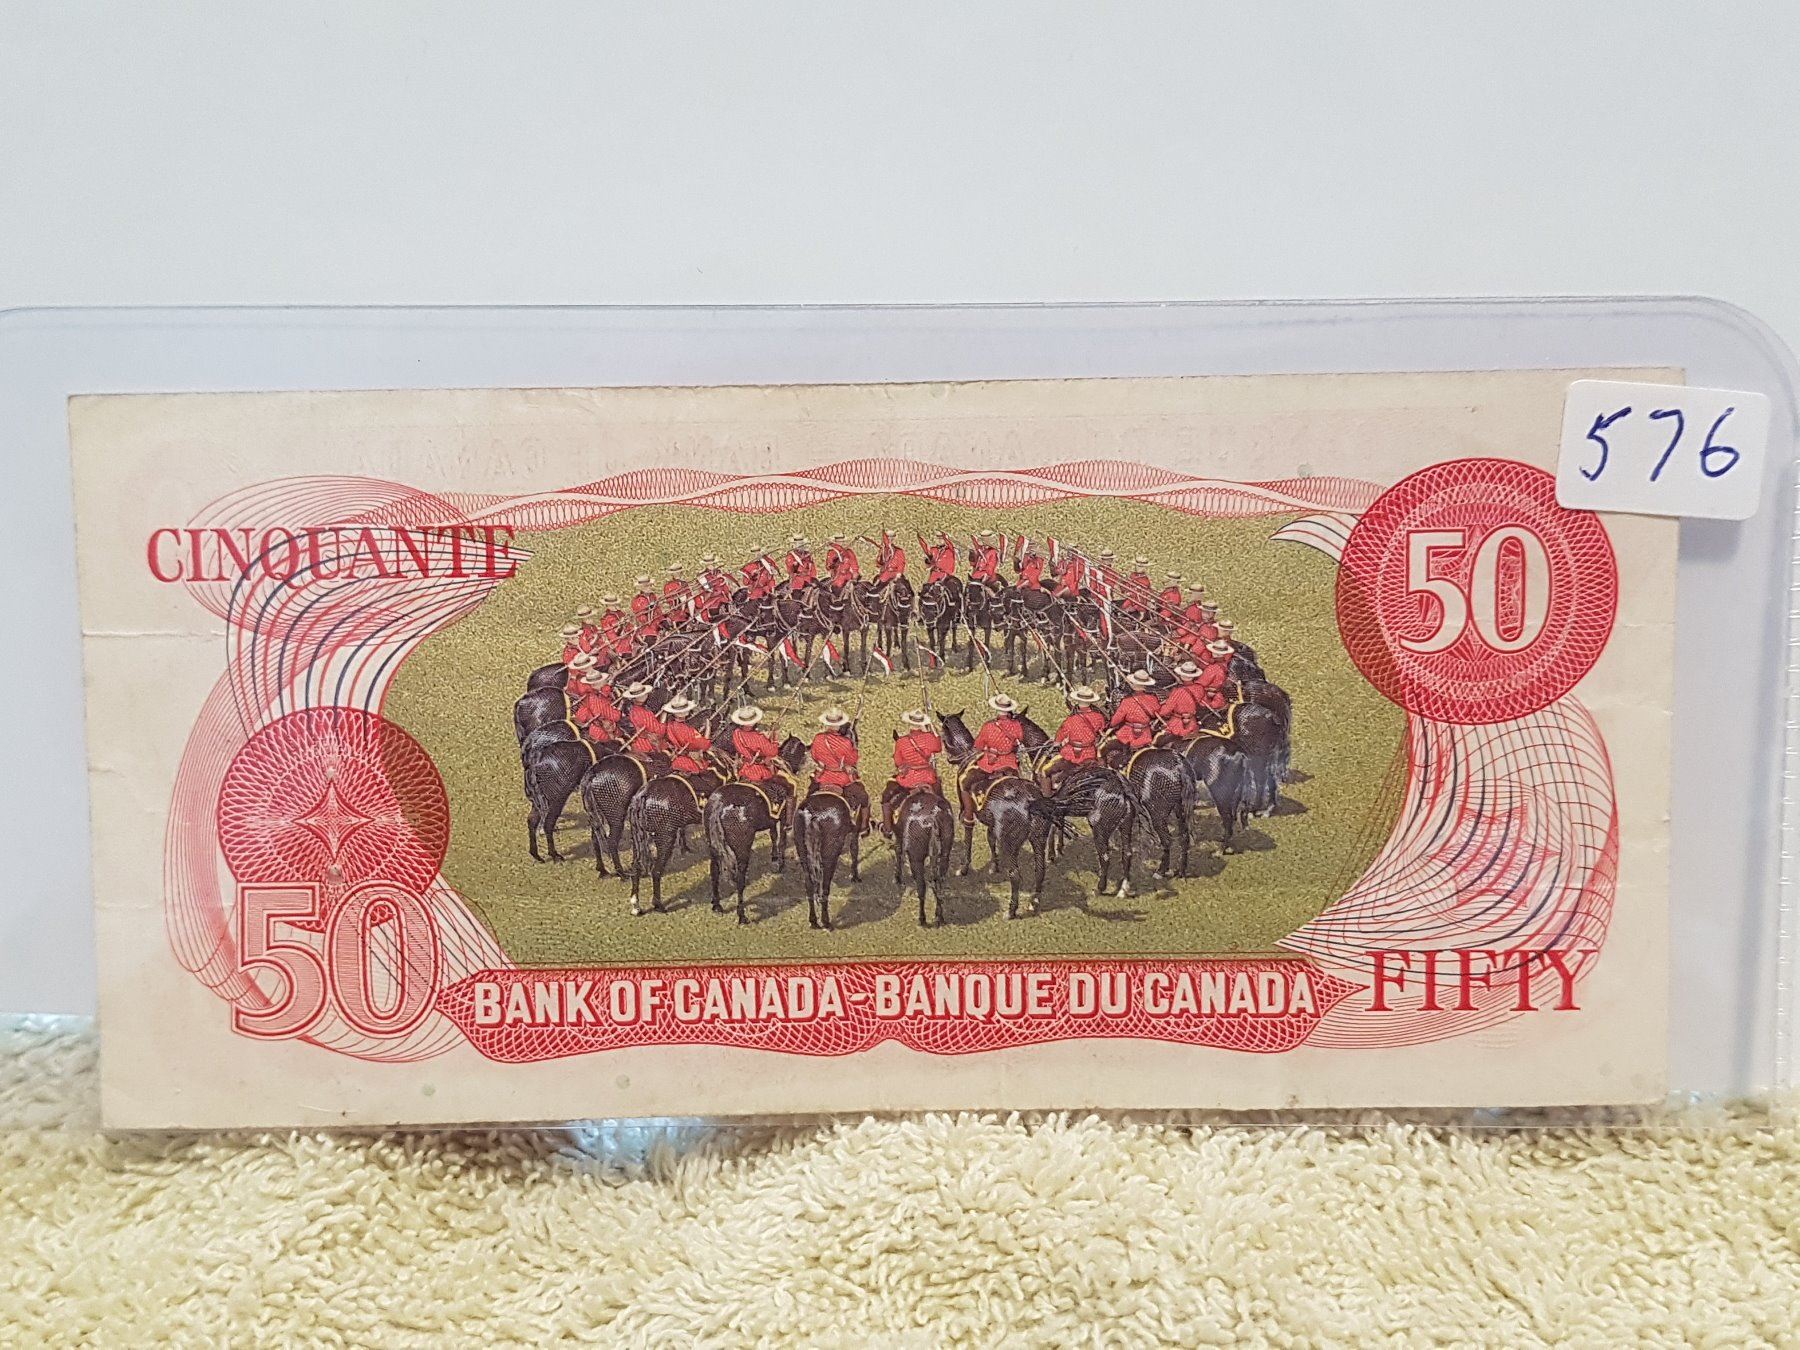 576
CINQUANTE
50
50
FIFTY
BANK OF CANADA-BANQUE DU CANADA